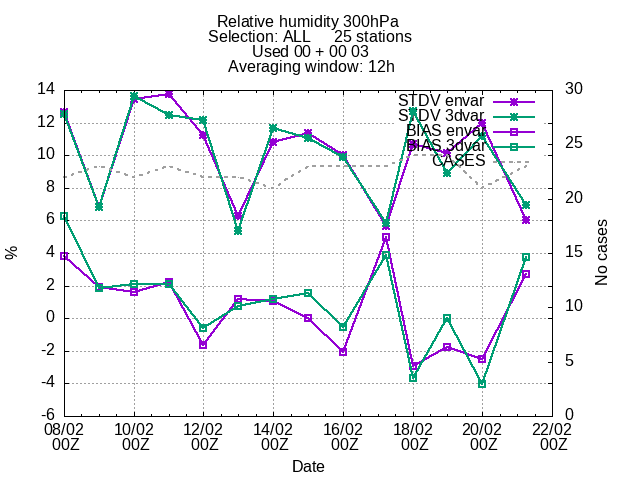 Relative humidity 300hPa
Selection: ALL 25 stations
Used 00 + 00 03
Averaging window: 12h
14
12
10
8
6
4
2
0
-2
-4
-6
%
30
25
20
15
10
5
0
No cases
STDV envar
STDV 3dvar
BIAS envar
BIAS 3dvar
CASES
08/02 10/02 12/02 14/02 16/02 18/02 20/02 22/02
00Z 00Z 00Z 00Z 00Z 00Z 00Z 00Z
Date